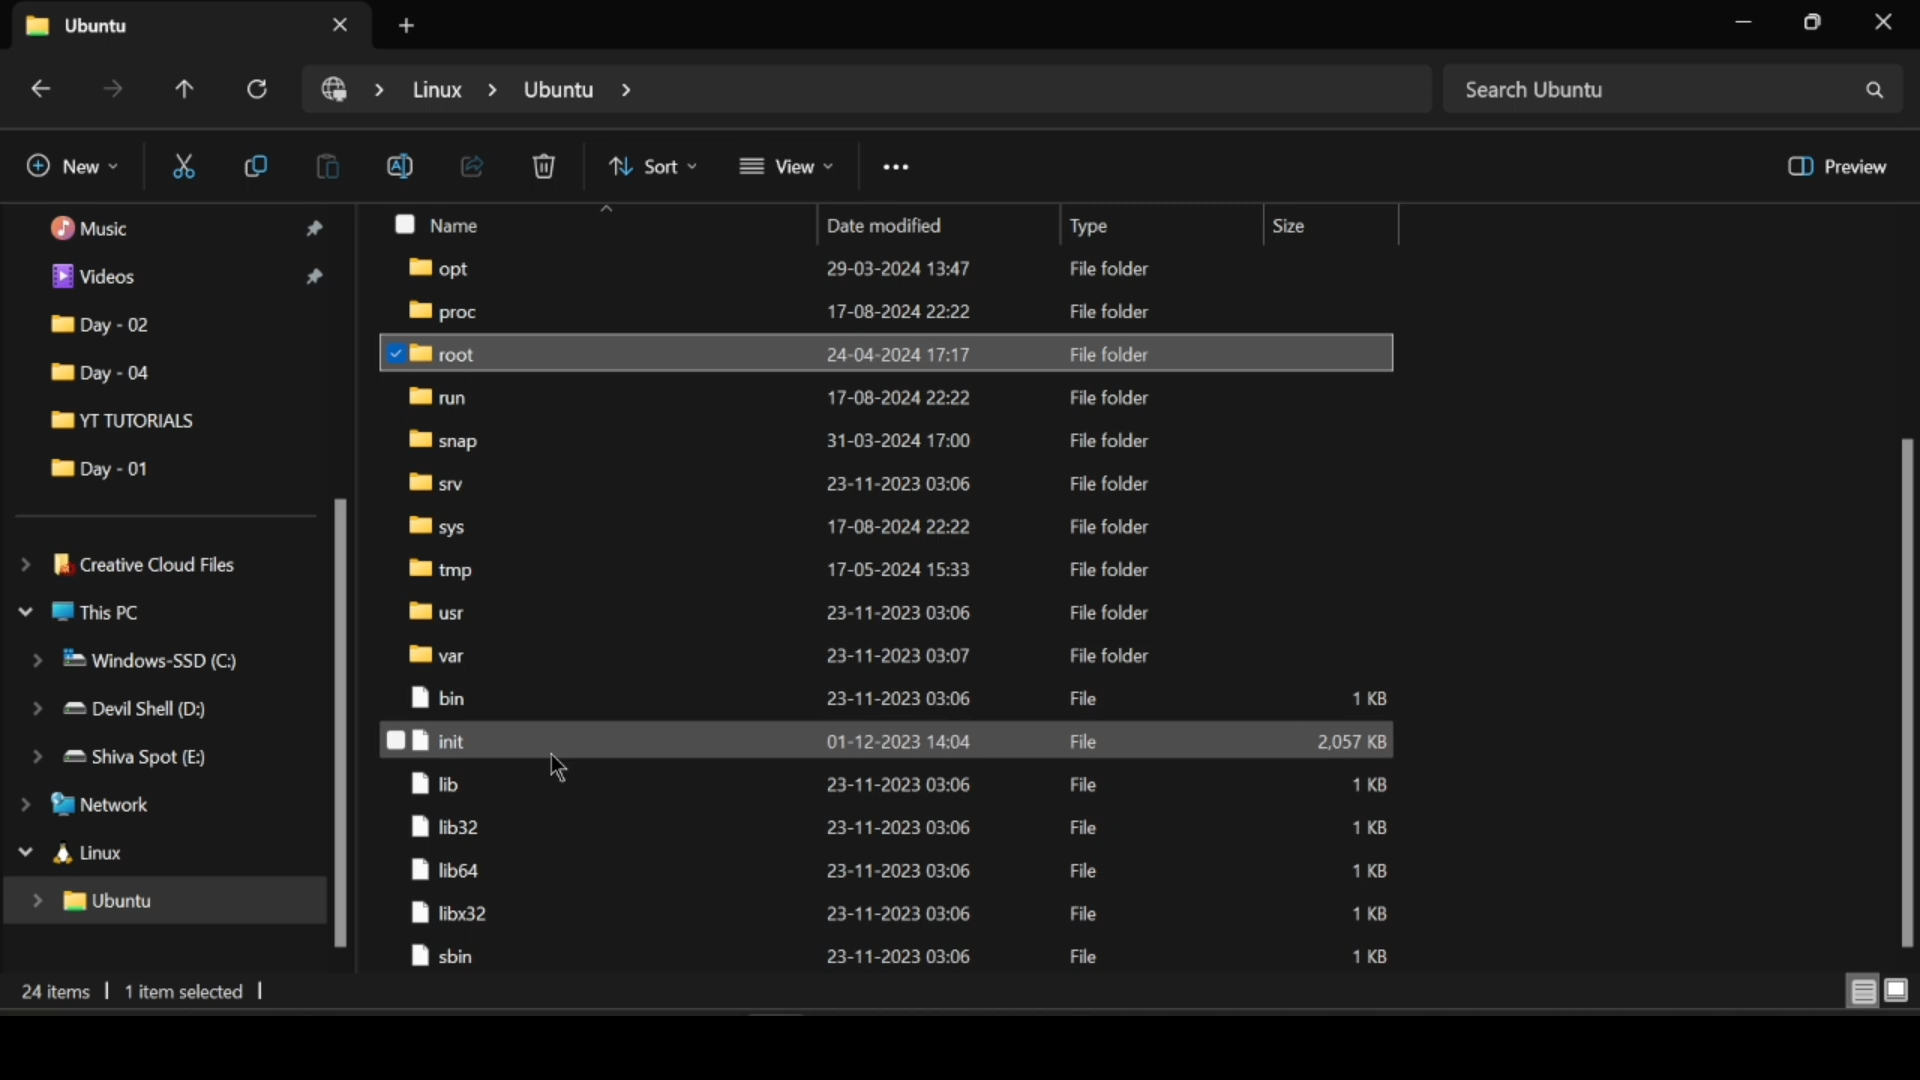 Ubuntu
Linux Ubuntu
Search Ubuntu
New Sort View Preview
Music
Videos
Day - 02
Day - 04
YT TUTORIALS
Day - 01
Creative Cloud Files
This PC
Windows-SSD (C:)
Devil Shell (D:)
Shiva Spot (E:)
Network
Linux
Ubuntu
Name Date modified Type Size
opt 29-03-2024 13:47 File folder
proc 17-08-2024 22:22 File folder
root 24-04-2024 17:17 File folder
run 17-08-2024 22:22 File folder
snap 31-03-2024 17:00 File folder
srv 23-11-2023 03:06 File folder
sys 17-08-2024 22:22 File folder
tmp 17-05-2024 15:33 File folder
usr 23-11-2023 03:06 File folder
var 23-11-2023 03:07 File folder
bin 23-11-2023 03:06 File 1 KB
init 01-12-2023 14:04 File 2,057 KB
lib 23-11-2023 03:06 File 1 KB
lib32 23-11-2023 03:06 File 1 KB
lib64 23-11-2023 03:06 File 1 KB
libx32 23-11-2023 03:06 File 1 KB
sbin 23-11-2023 03:06 File 1 KB
24 items 1 item selected